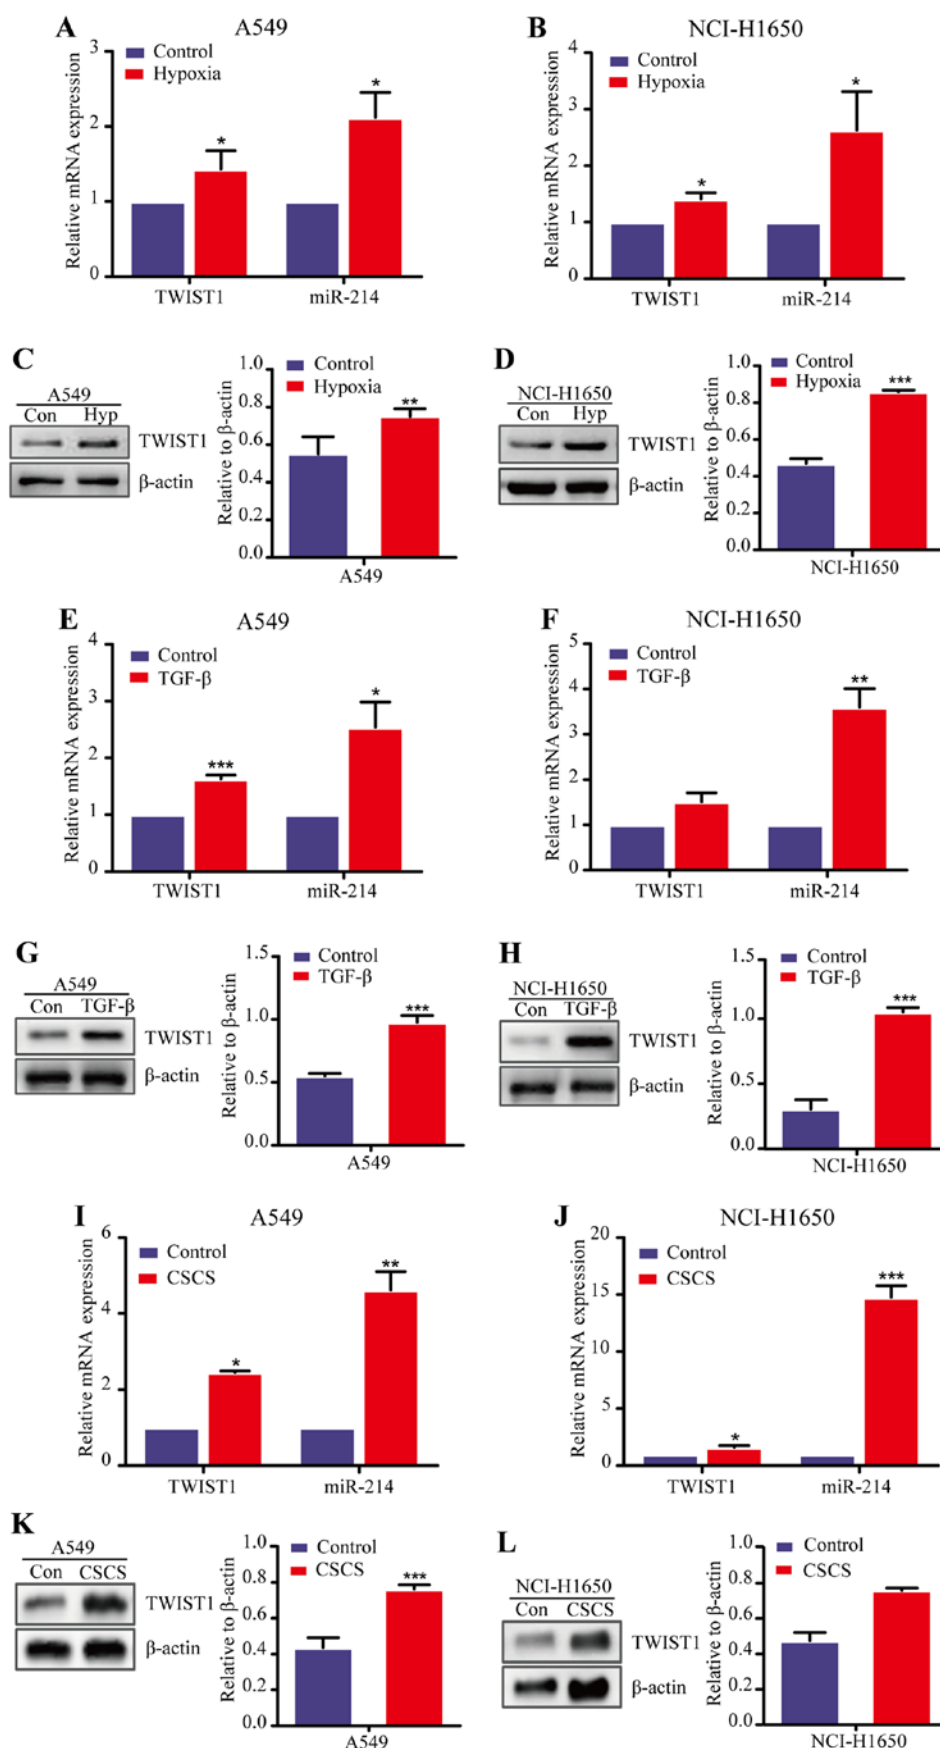 A
A549
Relative mRNA expression
3
2
1
0
Control
Hypoxia
*
*
TWIST1
miR-214
B
NCI-H1650
Relative mRNA expression
4
3
2
1
0
Control
Hypoxia
*
*
TWIST1
miR-214
C
A549
Con Hyp
TWIST1
β-actin
Relative to β-actin
1.0
0.8
0.6
0.4
0.2
0.0
Control
Hypoxia
**
A549
D
NCI-H1650
Con Hyp
TWIST1
β-actin
Relative to β-actin
1.0
0.8
0.6
0.4
0.2
0.0
Control
Hypoxia
***
NCI-H1650
E
A549
Relative mRNA expression
4
3
2
1
0
Control
TGF-β
***
*
TWIST1
miR-214
F
NCI-H1650
Relative mRNA expression
5
4
3
2
1
0
Control
TGF-β
**
TWIST1
miR-214
G
A549
Con TGF-β
TWIST1
β-actin
Relative to β-actin
1.5
1.0
0.5
0.0
Control
TGF-β
***
A549
H
NCI-H1650
Con TGF-β
TWIST1
β-actin
Relative to β-actin
1.5
1.0
0.5
0.0
Control
TGF-β
***
NCI-H1650
I
A549
Relative mRNA expression
6
4
2
0
Control
CSCS
*
**
TWIST1
miR-214
J
NCI-H1650
Relative mRNA expression
20
15
10
5
0
Control
CSCS
*
***
TWIST1
miR-214
K
A549
Con CSCS
TWIST1
β-actin
Relative to β-actin
1.0
0.8
0.6
0.4
0.2
0.0
Control
CSCS
***
A549
L
NCI-H1650
Con CSCS
TWIST1
β-actin
Relative to β-actin
1.0
0.8
0.6
0.4
0.2
0.0
Control
CSCS
NCI-H1650